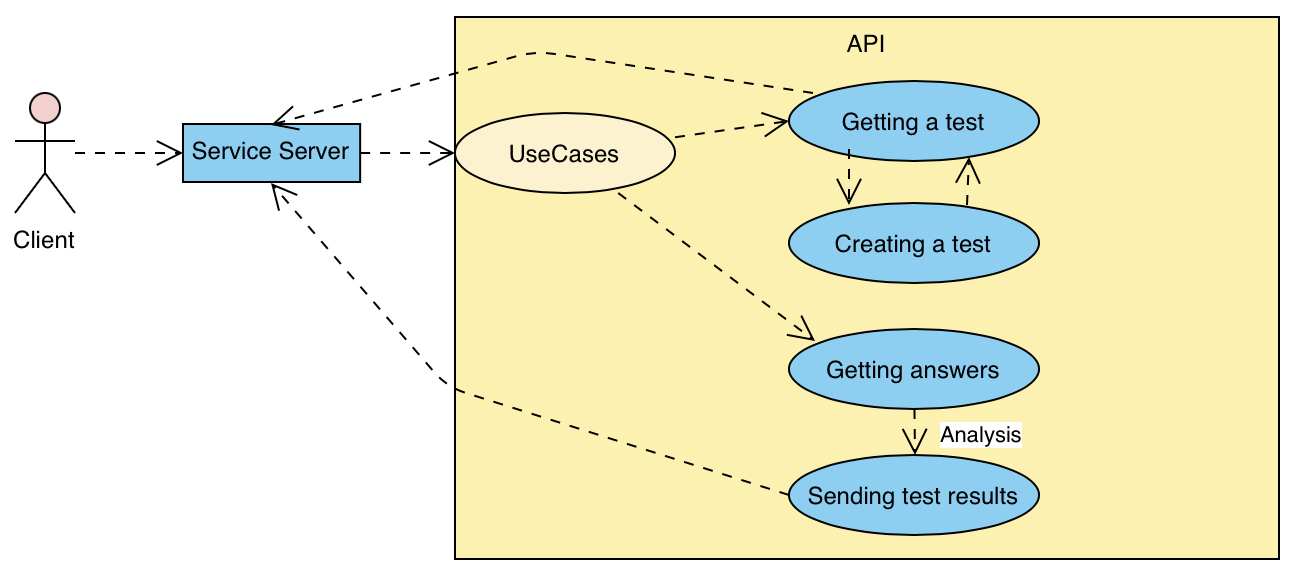 API
Getting a test
Service Server
UseCases
Client
Creating a test
Getting answers
Analysis
Sending test results